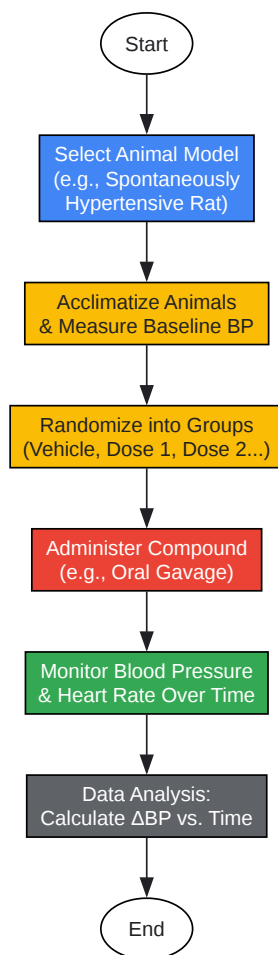 Start
Select Animal Model
(e.g., Spontaneously
Hypertensive Rat)
Acclimatize Animals
& Measure Baseline BP
Randomize into Groups
(Vehicle, Dose 1, Dose 2...)
Administer Compound
(e.g., Oral Gavage)
Monitor Blood Pressure
& Heart Rate Over Time
Data Analysis:
Calculate ΔBP vs. Time
End